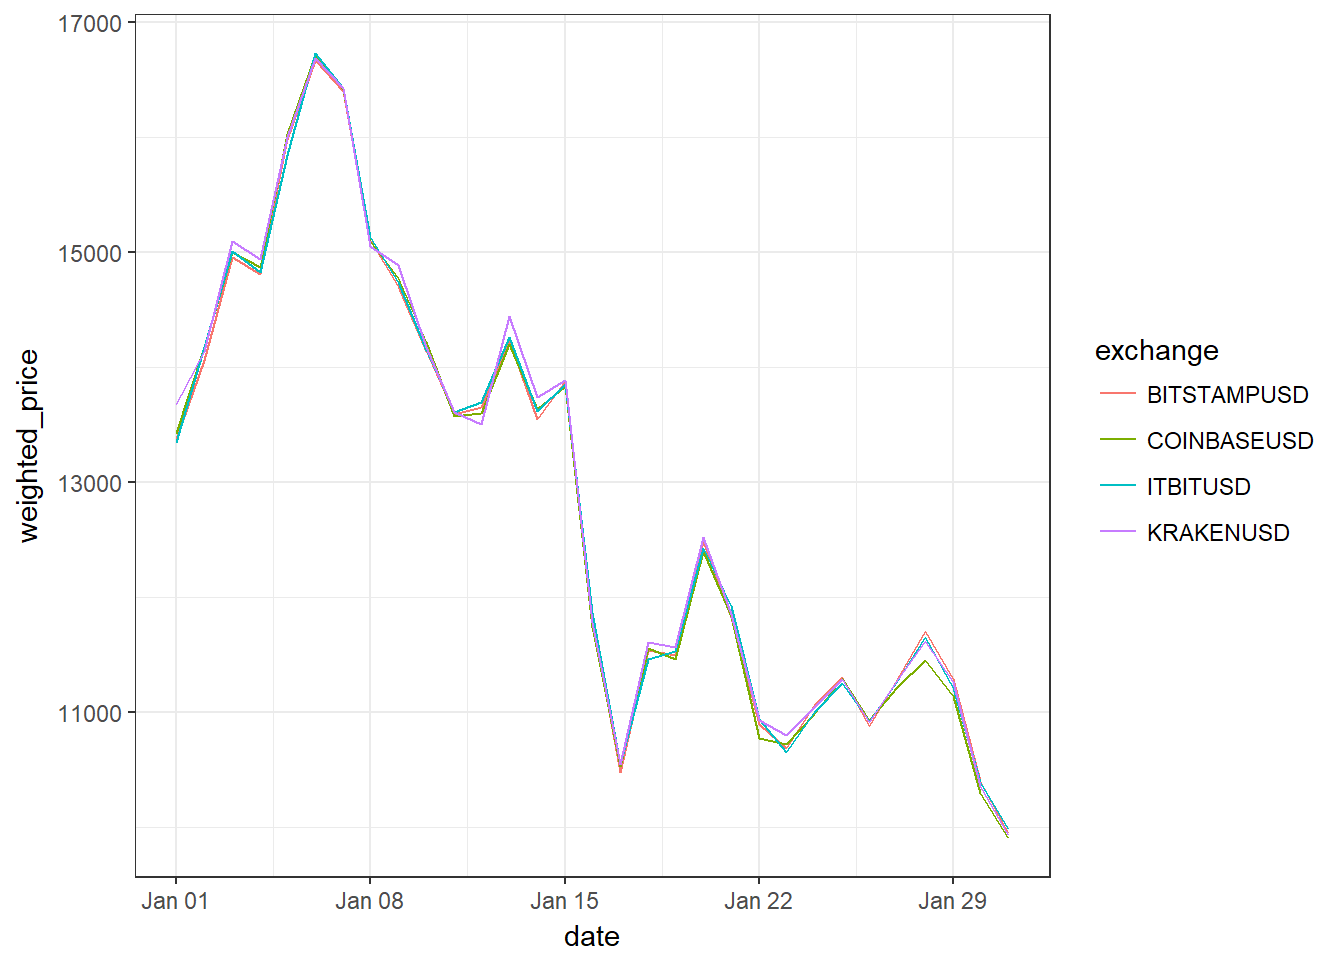 17000
15000
13000
11000
weighted_price
Jan 01 Jan 08 Jan 15 Jan 22 Jan 29
date
exchange
BITSTAMPUSD
COINBASEUSD
ITBITUSD
KRAKENUSD